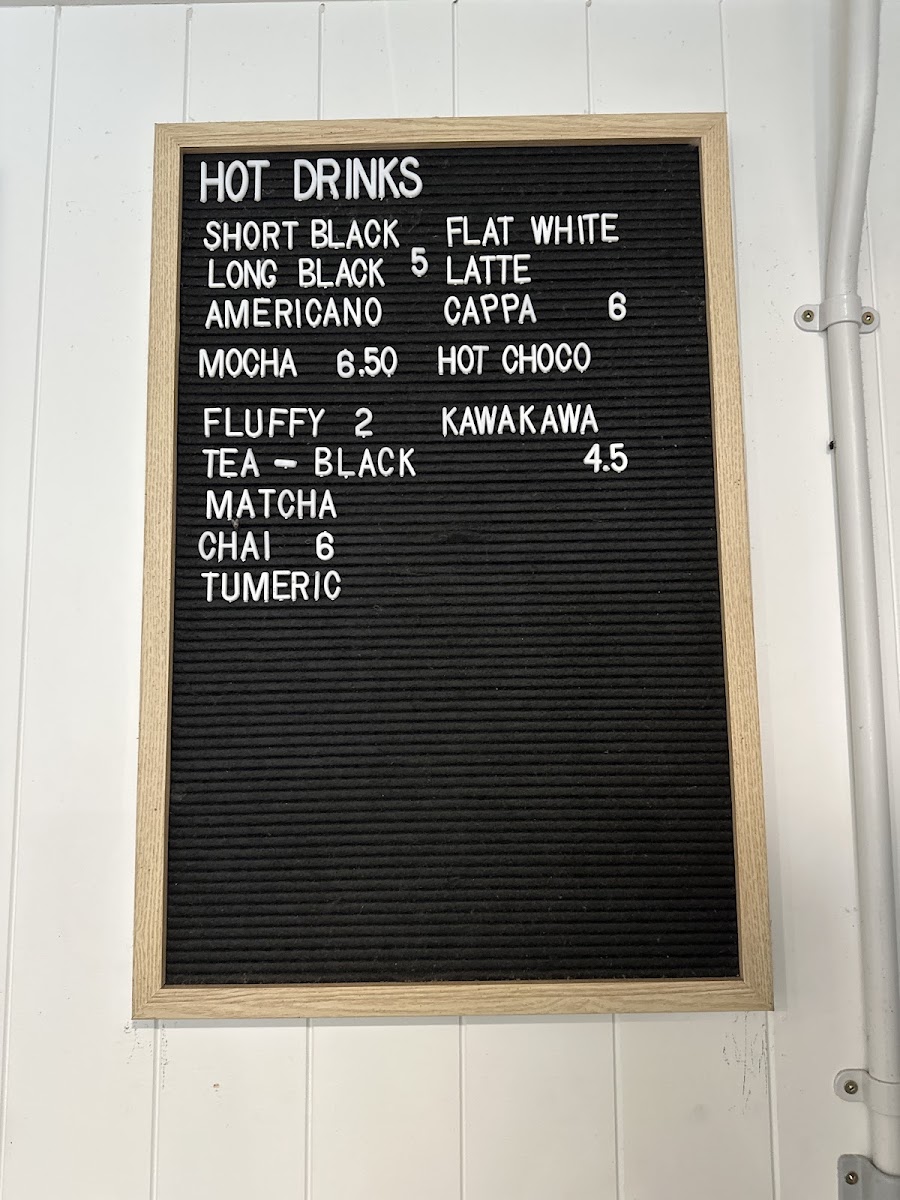 HOT DRINKS
SHORT BLACK FLAT WHITE
LONG BLACK 5 LATTE
AMERICANO CAPPA 6
MOCHA 6.50 HOT CHOCO
FLUFFY 2 KAWAKAWA
TEA - BLACK 4.5
MATCHA
CHAI 6
TUMERIC